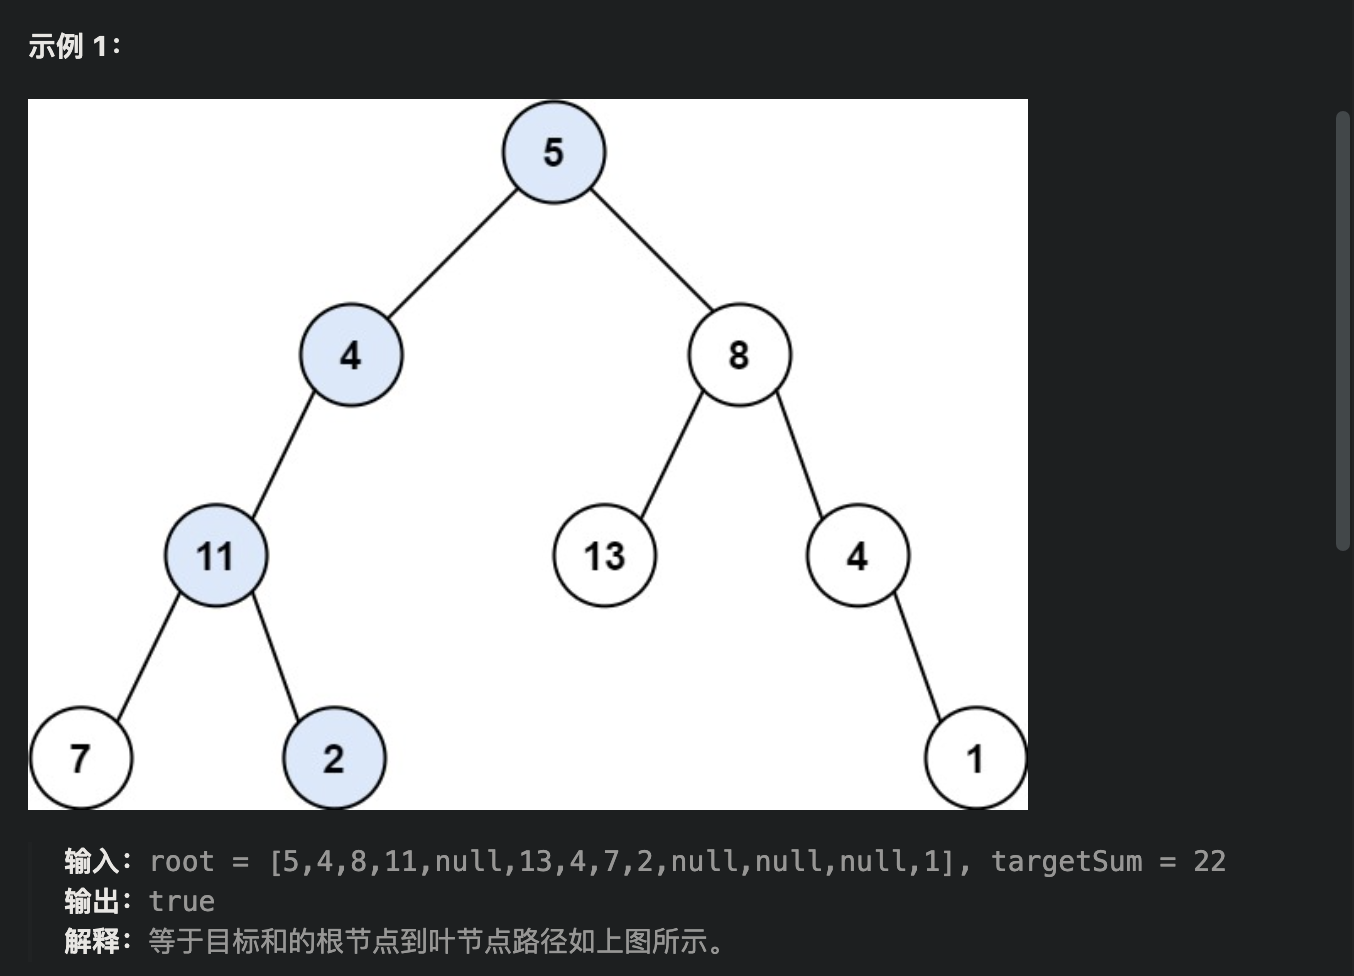 示例 1：
5
4
8
11
13
4
7
2
1
输入：root = [5,4,8,11,null,13,4,7,2,null,null,null,1], targetSum = 22
输出：true
解释：等于目标和的根节点到叶节点路径如上图所示。